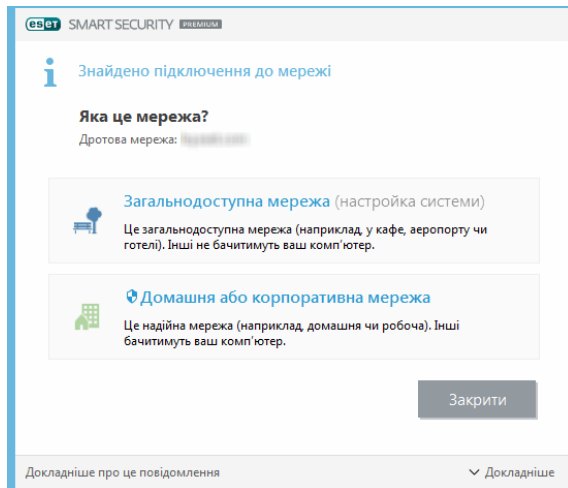 eset SMART SECURITY PREMIUM
Знайдено підключення до мережі
Яка це мережа?
Дротова мережа:
Загальнодоступна мережа (настройка системи)
Це загальнодоступна мережа (наприклад, у кафе, аеропорту чи
готелі). Інші не бачитимуть ваш комп'ютер.
Домашня або корпоративна мережа
Це надійна мережа (наприклад, домашня чи робоча). Інші
бачитимуть ваш комп'ютер.
Закрити
Докладніше про це повідомлення
Докладніше